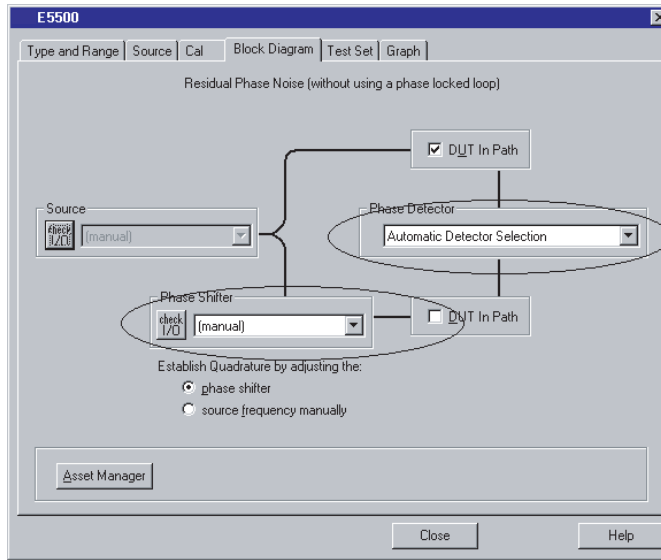 E5500
Type and Range Source Cal Block Diagram Test Set Graph
Residual Phase Noise (without using a phase locked loop)
DUT In Path
Source
check I/O (manual)
Phase Detector
Automatic Detector Selection
Phase Shifter
check I/O (manual)
DUT In Path
Establish Quadrature by adjusting the:
phase shifter
source frequency manually
Asset Manager
Close Help